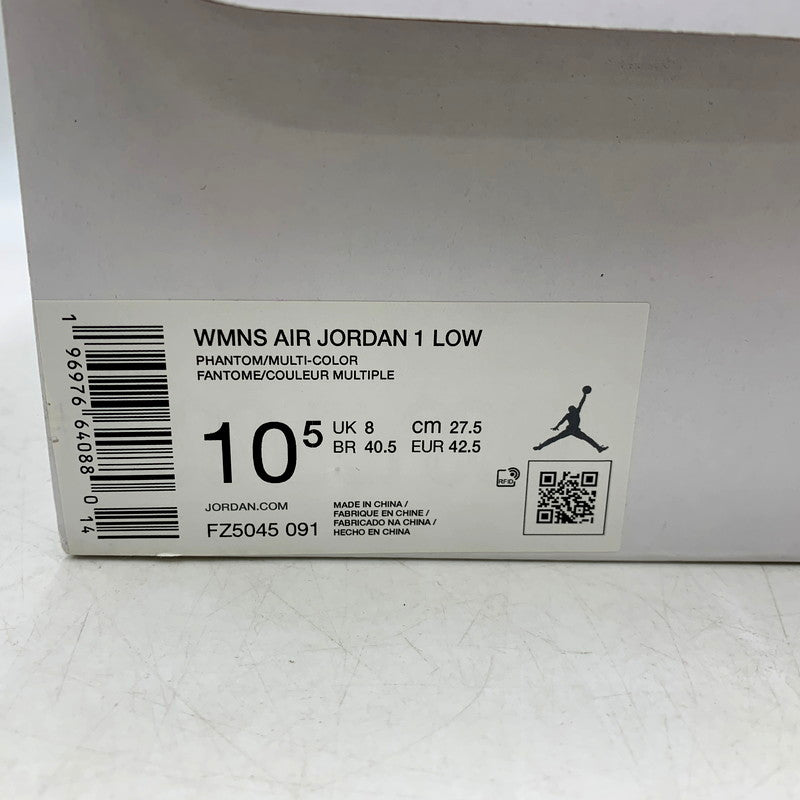 WMNS AIR JORDAN 1 LOW
PHANTOM/MULTI-COLOR
FANTOME/COULEUR MULTIPLE
10⁵
UK 8 cm 27.5
BR 40.5 EUR 42.5
RFID
JORDAN.COM
FZ5045 091
MADE IN CHINA /
FABRIQUE EN CHINE /
FABRICADO NA CHINA /
HECHO EN CHINA
1 96976 64088 0 14